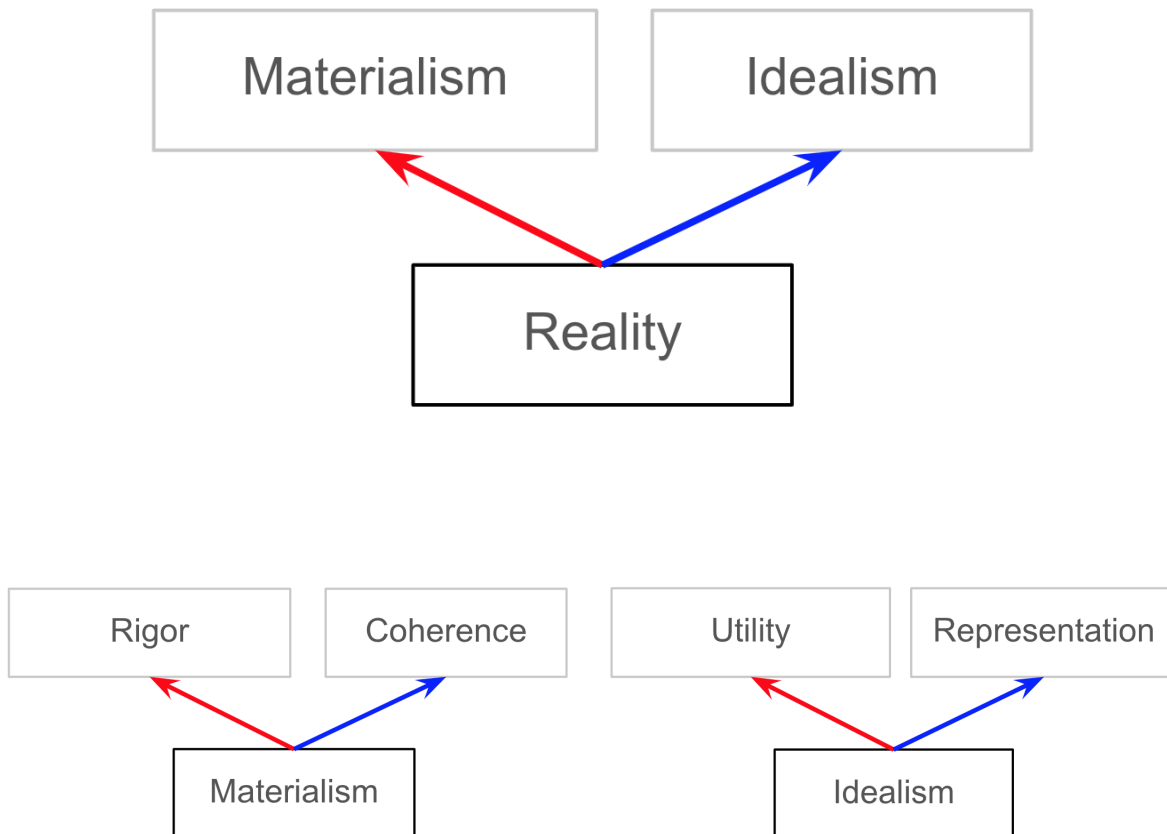 Materialism
Idealism
Reality
Rigor
Coherence
Utility
Representation
Materialism
Idealism